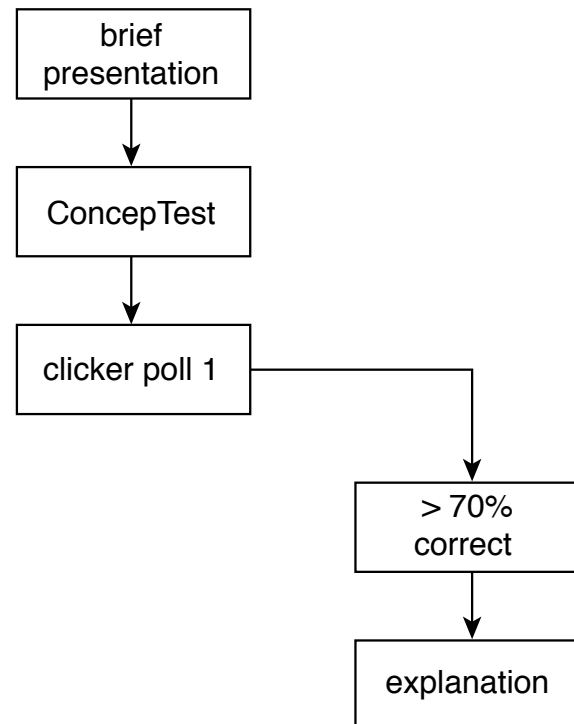 brief
presentation
ConcepTest
clicker poll 1
> 70%
correct
explanation